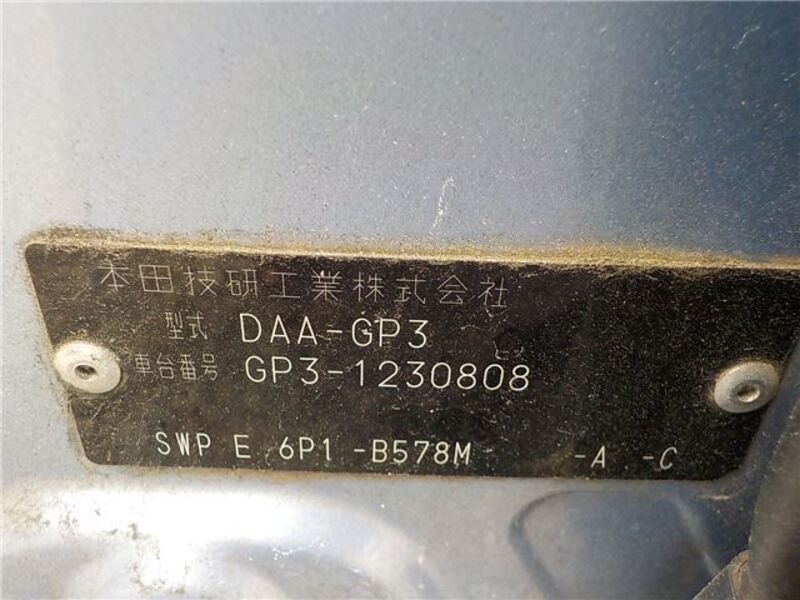 本田技研工業株式会社
型式 DAA-GP3
車台番号 GP3-1230808
SWP E 6P1 -B578M -A -C